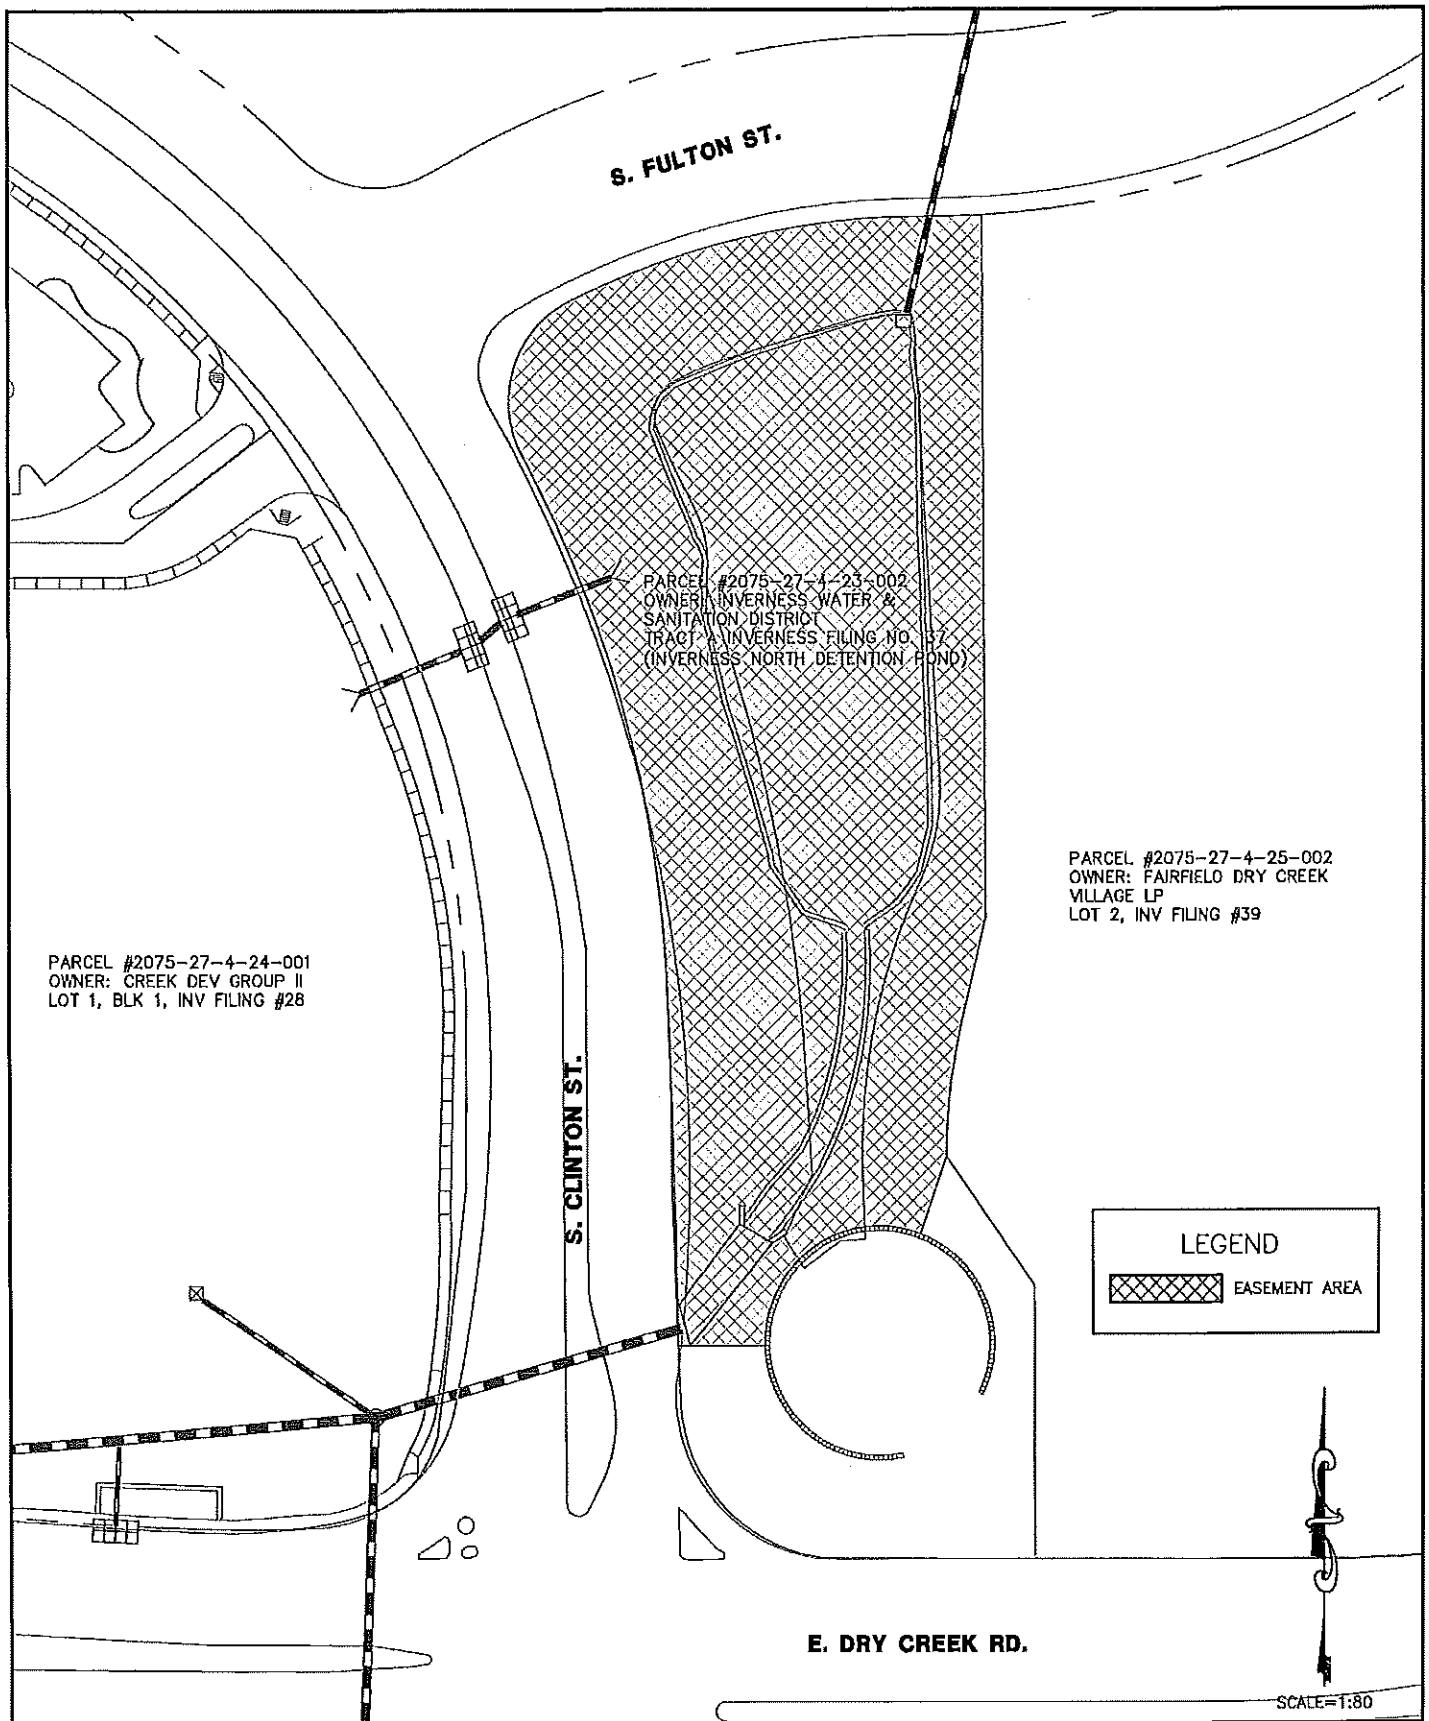 S. FULTON ST.
PARCEL #2075-27-4-23-002
OWNER: INVERNESS WATER &
SANITATION DISTRICT
TRACT A INVERNESS FILING NO. 37
(INVERNESS NORTH DETENTION POND)
PARCEL #2075-27-4-25-002
OWNER: FAIRFIELD DRY CREEK
VILLAGE LP
LOT 2, INV FILING #39
PARCEL #2075-27-4-24-001
OWNER: CREEK DEV GROUP II
LOT 1, BLK 1, INV FILING #28
S. CLINTON ST.
LEGEND
EASEMENT AREA
E. DRY CREEK RD.
SCALE=1:80